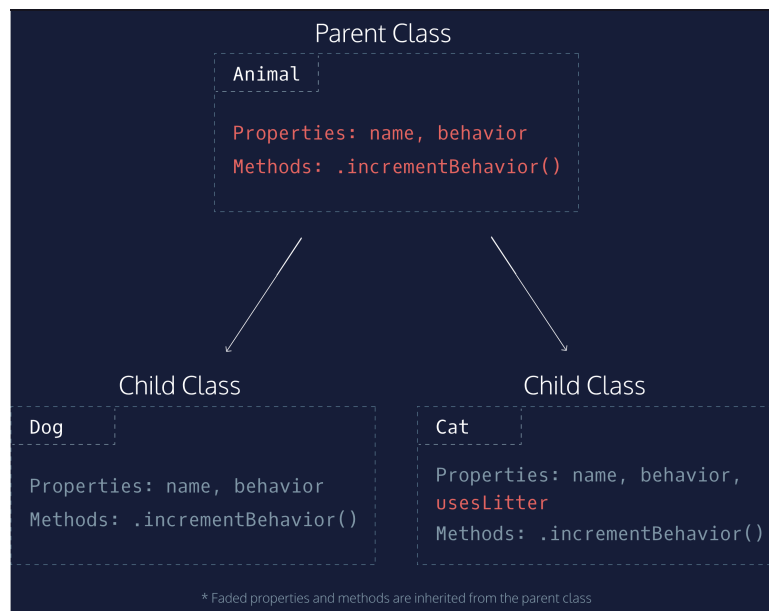 Parent Class
Animal
Properties: name, behavior
Methods: .incrementBehavior()
Child Class
Dog
Properties: name, behavior
Methods: .incrementBehavior()
Child Class
Cat
Properties: name, behavior,
usesLitter
Methods: .incrementBehavior()
* Faded properties and methods are inherited from the parent class